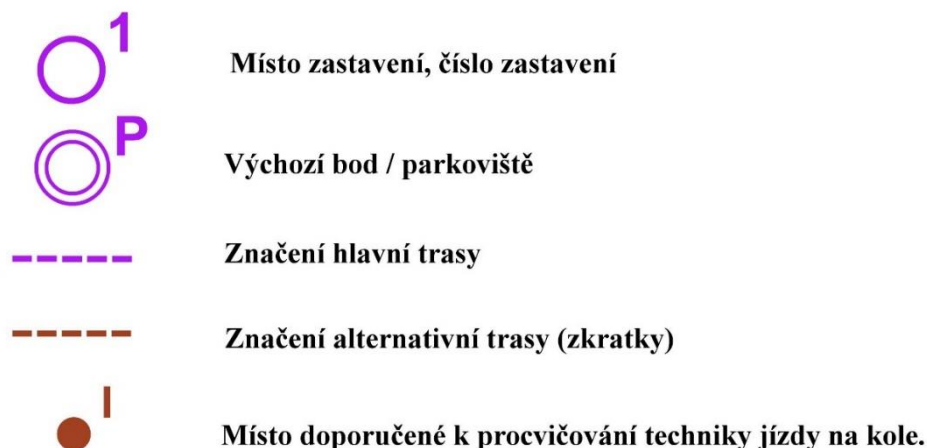 1
Místo zastavení, číslo zastavení
P
Výchozí bod / parkoviště
Značení hlavní trasy
Značení alternativní trasy (zkratky)
I
Místo doporučené k procvičování techniky jízdy na kole.